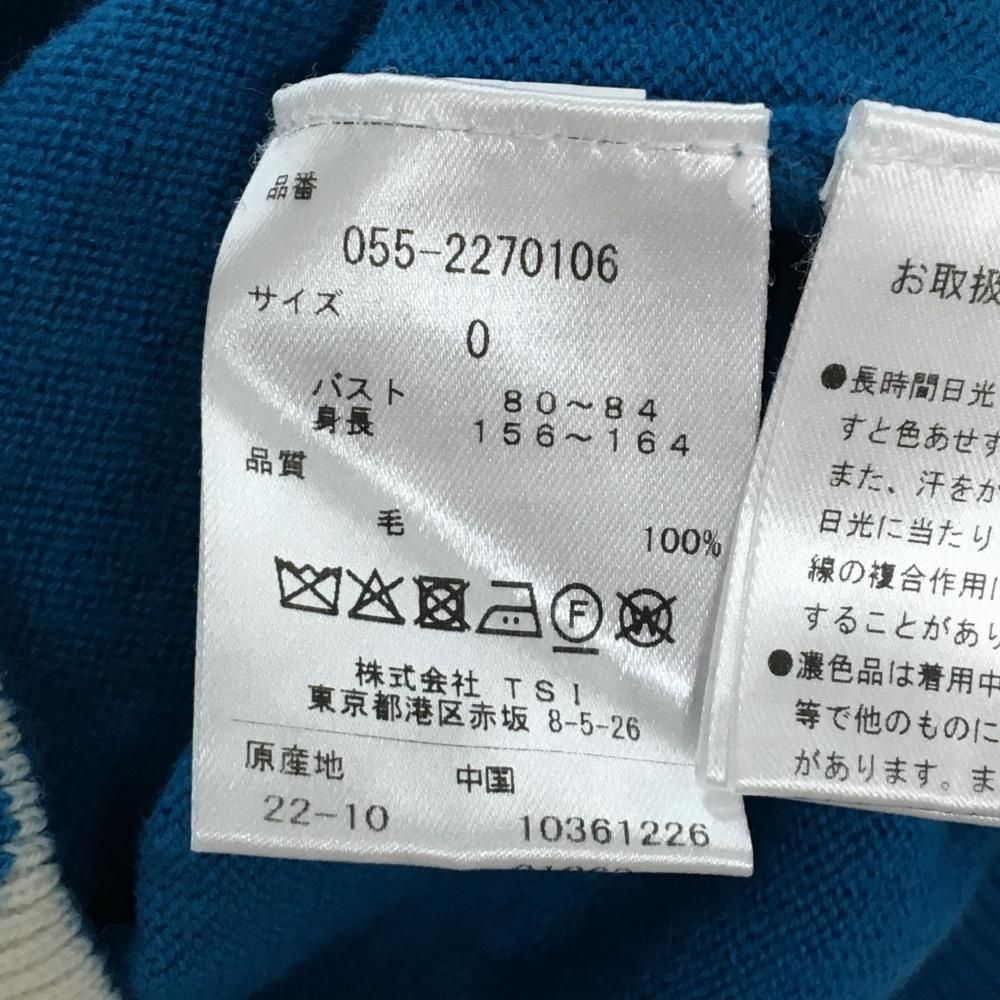 品番
055-2270106
サイズ
0
バスト 80～84
身長 156～164
品質
毛 100%
F
W
株式会社 TSI
東京都港区赤坂 8-5-26
原産地 中国
22-10 10361226
お取扱
●長時間日光
すと色あせす
また、汗をか
日光に当たり
線の複合作用に
することがあり
●濃色品は着用中
等で他のものに
があります。ま